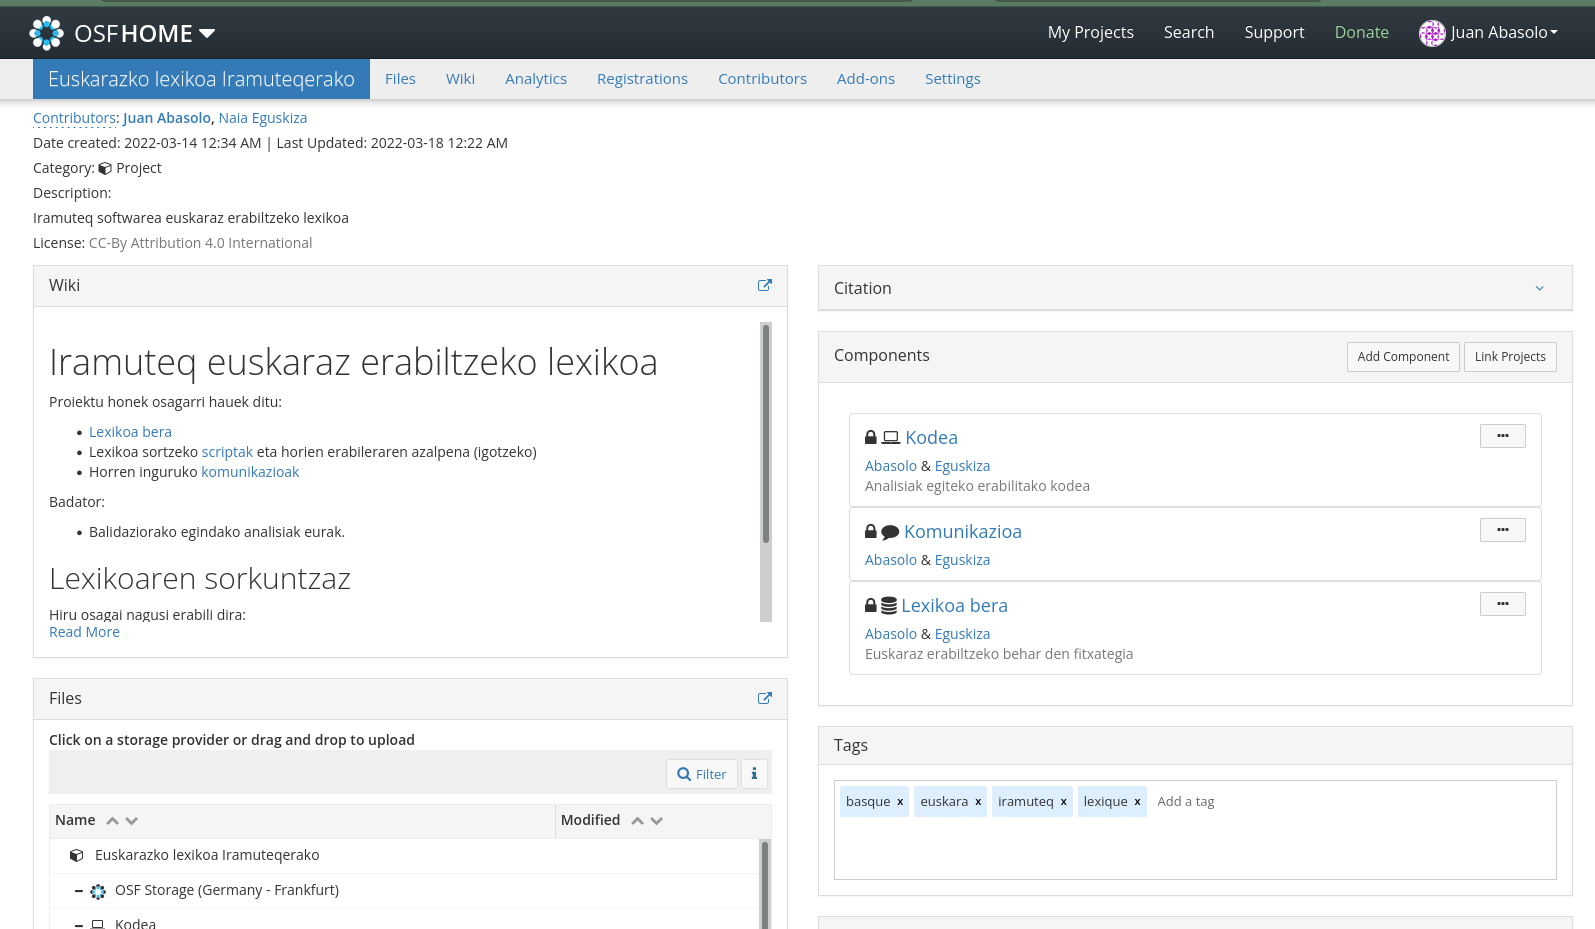 OSFHOME
My Projects Search Support Donate Juan Abasolo
Euskarazko lexikoa Iramuteqerako Files Wiki Analytics Registrations Contributors Add-ons Settings
Contributors: Juan Abasolo, Naia Eguskiza
Date created: 2022-03-14 12:34 AM | Last Updated: 2022-03-18 12:22 AM
Category: Project
Description:
Iramuteq softwarea euskaraz erabiltzeko lexikoa
License: CC-By Attribution 4.0 International
Wiki
Iramuteq euskaraz erabiltzeko lexikoa
Proiektu honek osagarri hauek ditu:
• Lexikoa bera
• Lexikoa sortzeko scriptak eta horien erabileraren azalpena (igotzeko)
• Horren inguruko komunikazioak
Badator:
• Balidaziorako egindako analisiak eurak.
Lexikoaren sorkuntzaz
Hiru osagai nagusi erabili dira:
Read More
Files
Click on a storage provider or drag and drop to upload
Filter i
Name Modified
Euskarazko lexikoa Iramuteqerako
OSF Storage (Germany - Frankfurt)
Kodea
Citation
Components Add Component Link Projects
Kodea
Abasolo & Eguskiza
Analisiak egiteko erabilitako kodea
Komunikazioa
Abasolo & Eguskiza
Lexikoa bera
Abasolo & Eguskiza
Euskaraz erabiltzeko behar den fitxategia
Tags
basque x euskara x iramuteq x lexique x Add a tag